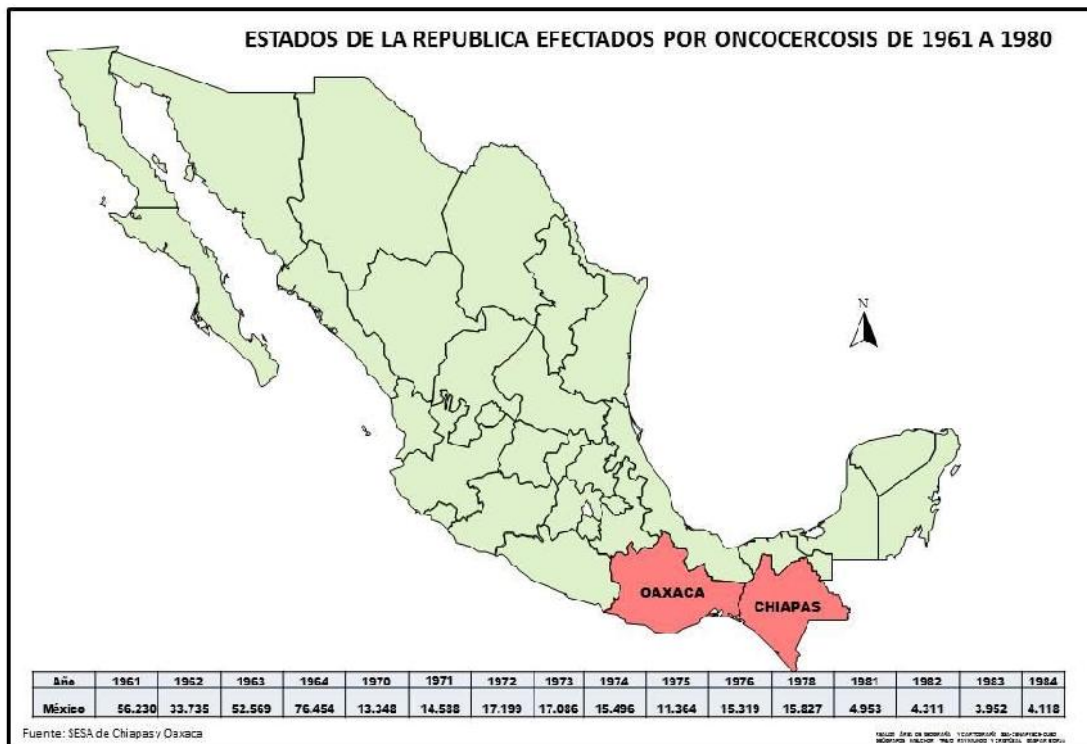 ESTADOS DE LA REPUBLICA EFECTADOS POR ONCOCERCOSIS DE 1961 A 1980
N
OAXACA
CHIAPAS
Año 1961 1962 1963 1964 1970 1971 1972 1973 1974 1975 1976 1978 1981 1982 1983 1984
México 56.230 33.735 52.569 76.454 13.348 14.588 17.199 17.086 15.496 11.364 15.319 15.827 4.953 4.311 3.952 4.118
Fuente: SESA de Chiapas y Oaxaca